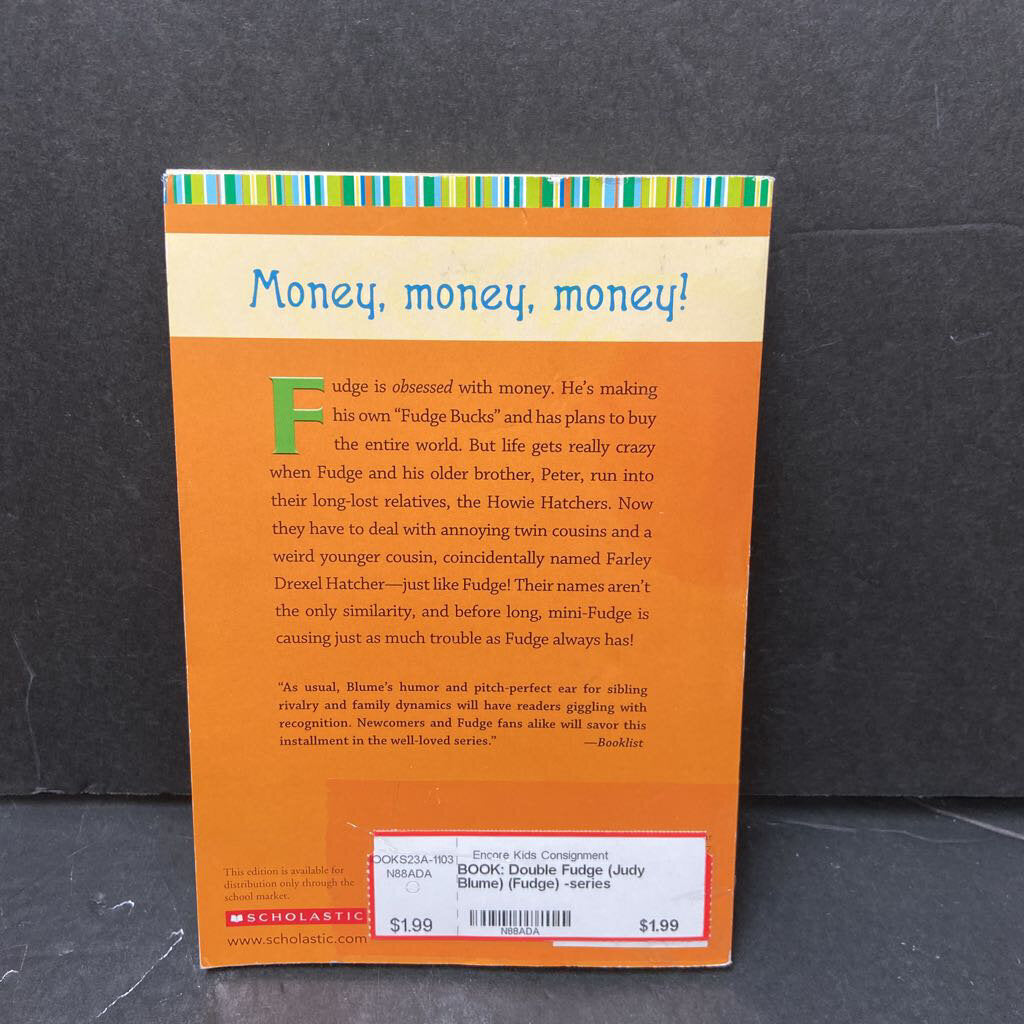 Money, money, money!
Fudge is obsessed with money. He's making
his own “Fudge Bucks” and has plans to buy
the entire world. But life gets really crazy
when Fudge and his older brother, Peter, run into
their long-lost relatives, the Howie Hatchers. Now
they have to deal with annoying twin cousins and a
weird younger cousin, coincidentally named Farley
Drexel Hatcher—just like Fudge! Their names aren't
the only similarity, and before long, mini-Fudge is
causing just as much trouble as Fudge always has!
“As usual, Blume's humor and pitch-perfect ear for sibling
rivalry and family dynamics will have readers giggling with
recognition. Newcomers and Fudge fans alike will savor this
installment in the well-loved series.” —Booklist
This edition is available for
distribution only through the
school market.
SCHOLASTIC
www.scholastic.com
OOKS23A-1103
N88ADA
$1.99
Encore Kids Consignment
BOOK: Double Fudge (Judy
Blume) (Fudge) -series
N88ADA
$1.99